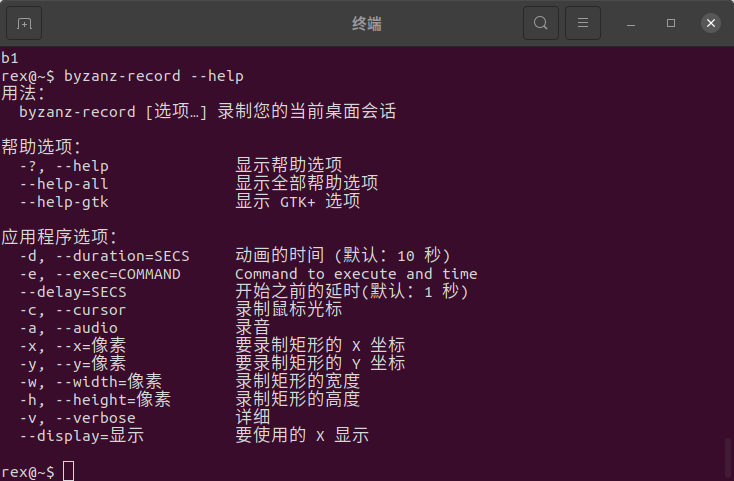 终端
b1
rex@~$ byzanz-record --help
用法：
  byzanz-record [选项…] 录制您的当前桌面会话
帮助选项：
  -?, --help              显示帮助选项
  --help-all              显示全部帮助选项
  --help-gtk              显示 GTK+ 选项
应用程序选项：
  -d, --duration=SECS     动画的时间 (默认：10 秒)
  -e, --exec=COMMAND      Command to execute and time
  --delay=SECS            开始之前的延时(默认：1 秒)
  -c, --cursor            录制鼠标光标
  -a, --audio             录音
  -x, --x=像素            要录制矩形的 X 坐标
  -y, --y=像素            要录制矩形的 Y 坐标
  -w, --width=像素        录制矩形的宽度
  -h, --height=像素       录制矩形的高度
  -v, --verbose           详细
  --display=显示          要使用的 X 显示
rex@~$